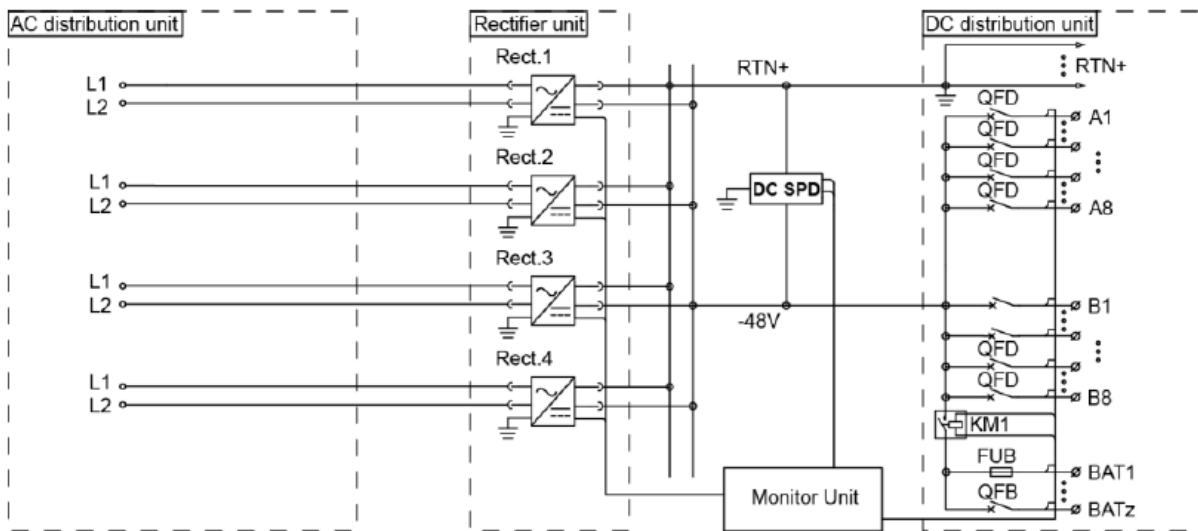 AC distribution unit
Rectifier unit
DC distribution unit
Rect.1
L1
L2
RTN+
RTN+
QFD
A1
QFD
QFD
QFD
A8
Rect.2
L1
L2
DC SPD
Rect.3
L1
L2
-48V
B1
QFD
QFD
B8
Rect.4
L1
L2
KM1
FUB
BAT1
Monitor Unit
QFB
BATz